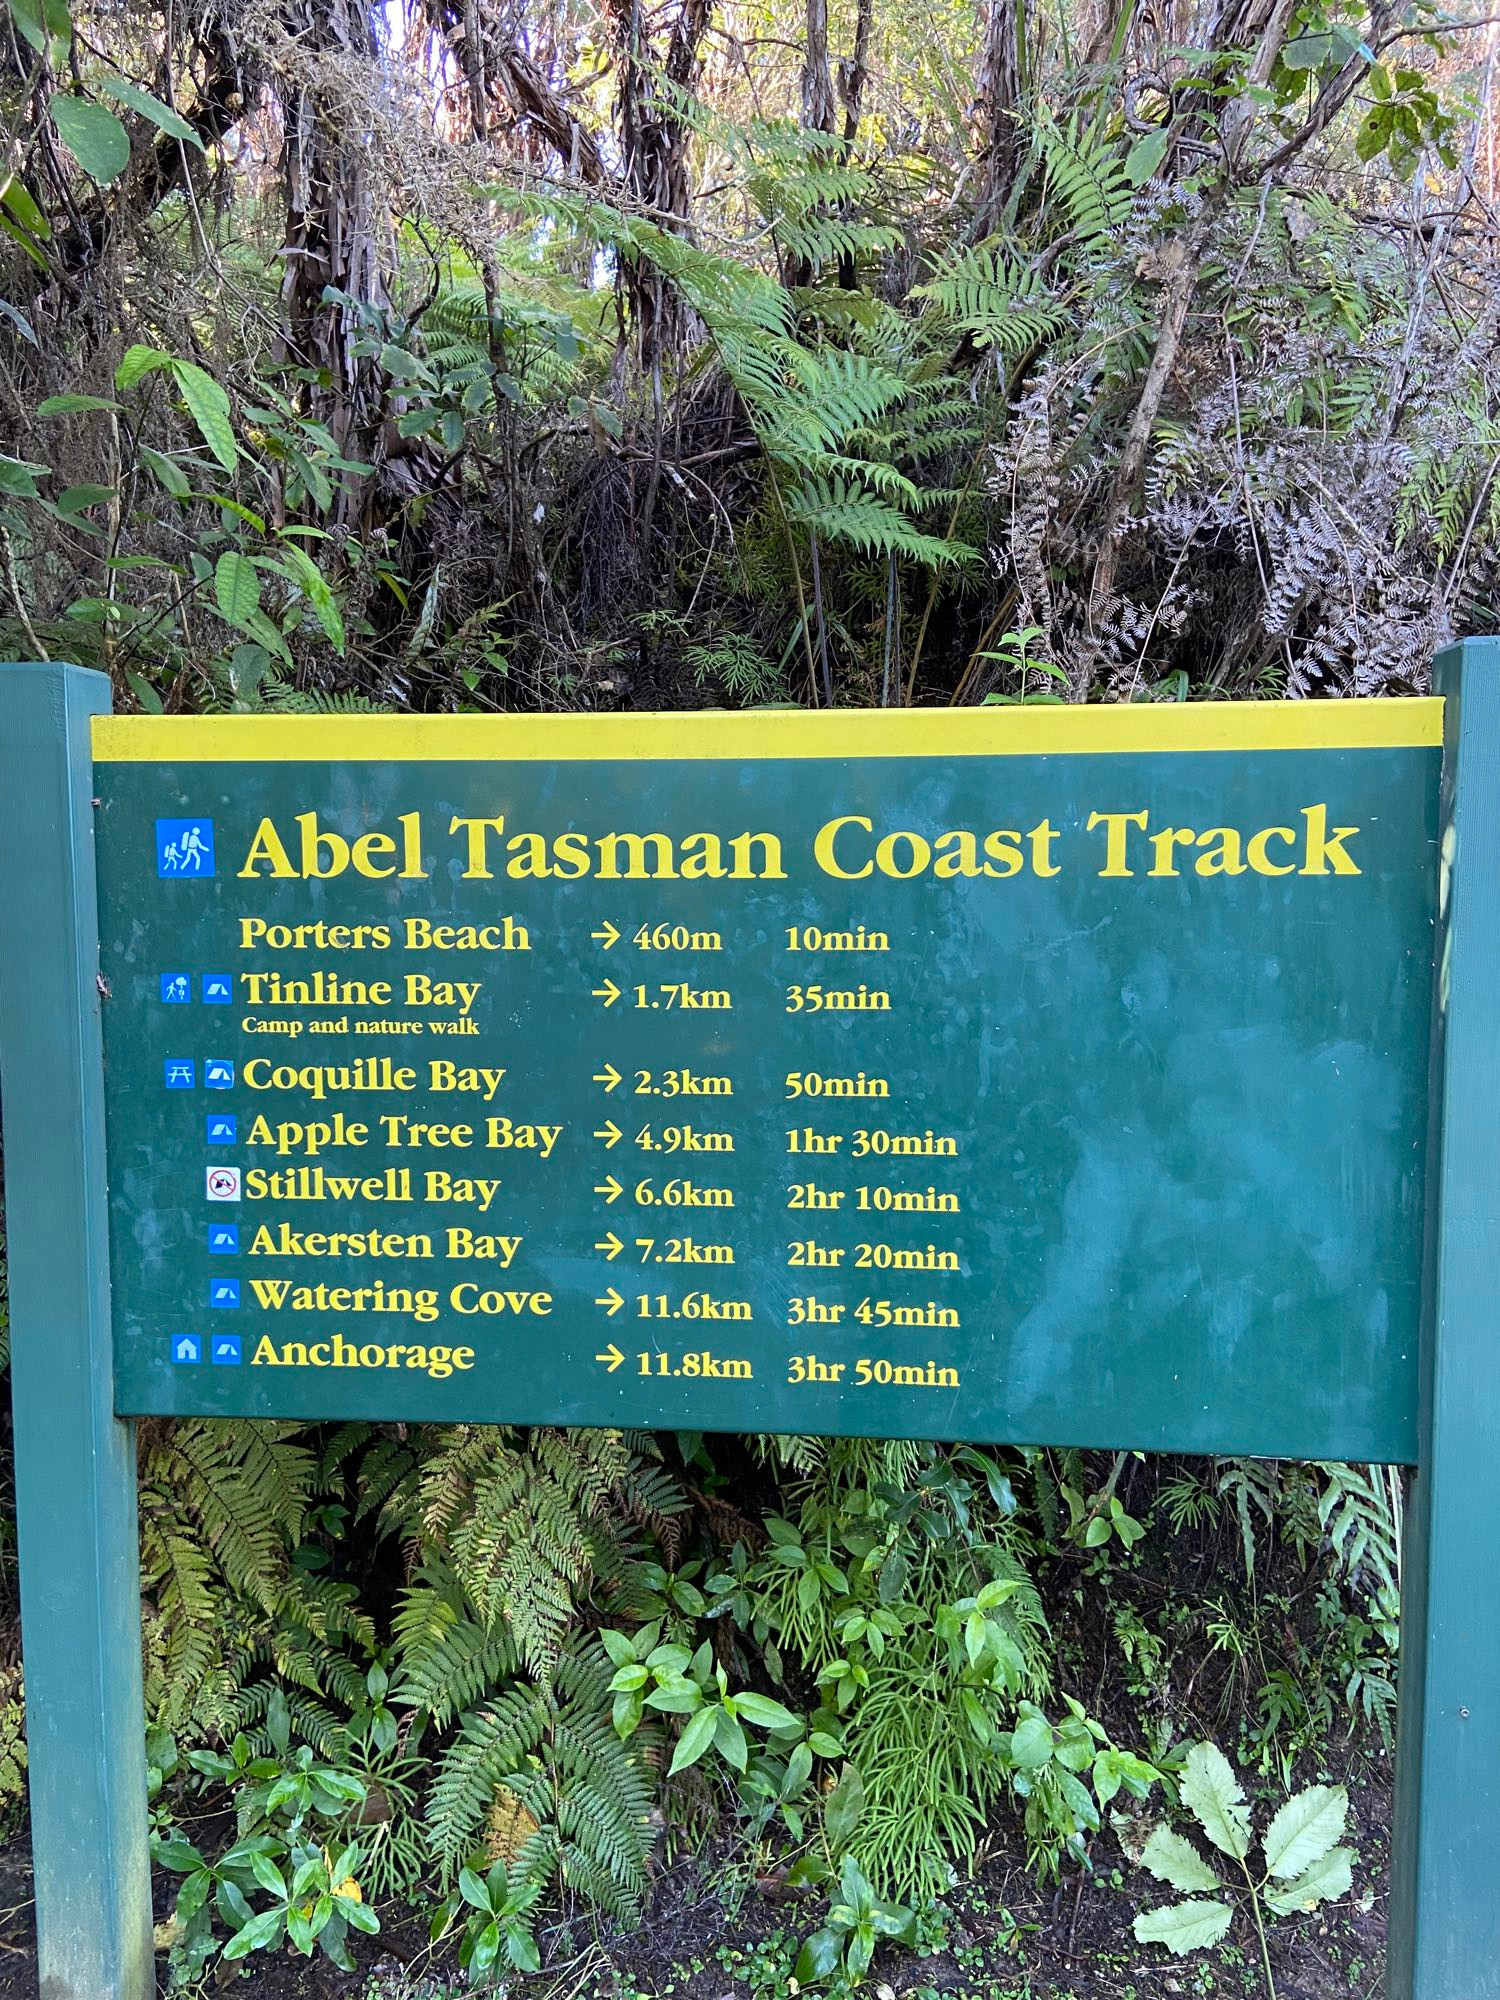 Abel Tasman Coast Track
Porters Beach → 460m 10min
Tinline Bay → 1.7km 35min
Camp and nature walk
Coquille Bay → 2.3km 50min
Apple Tree Bay → 4.9km 1hr 30min
Stillwell Bay → 6.6km 2hr 10min
Akersten Bay → 7.2km 2hr 20min
Watering Cove → 11.6km 3hr 45min
Anchorage → 11.8km 3hr 50min